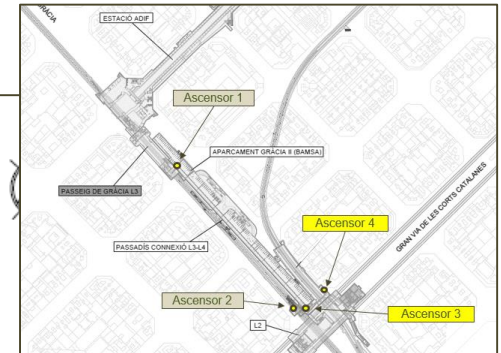 GRÀCIA
ESTACIÓ ADIF
Ascensor 1
APARCAMENT GRÀCIA II (BAMSA)
PASSEIG DE GRÀCIA L3
PASSADÍS CONNEXIÓ L3-L4
GRAN VIA DE LES CORTS CATALANES
Ascensor 4
Ascensor 2
Ascensor 3
L2